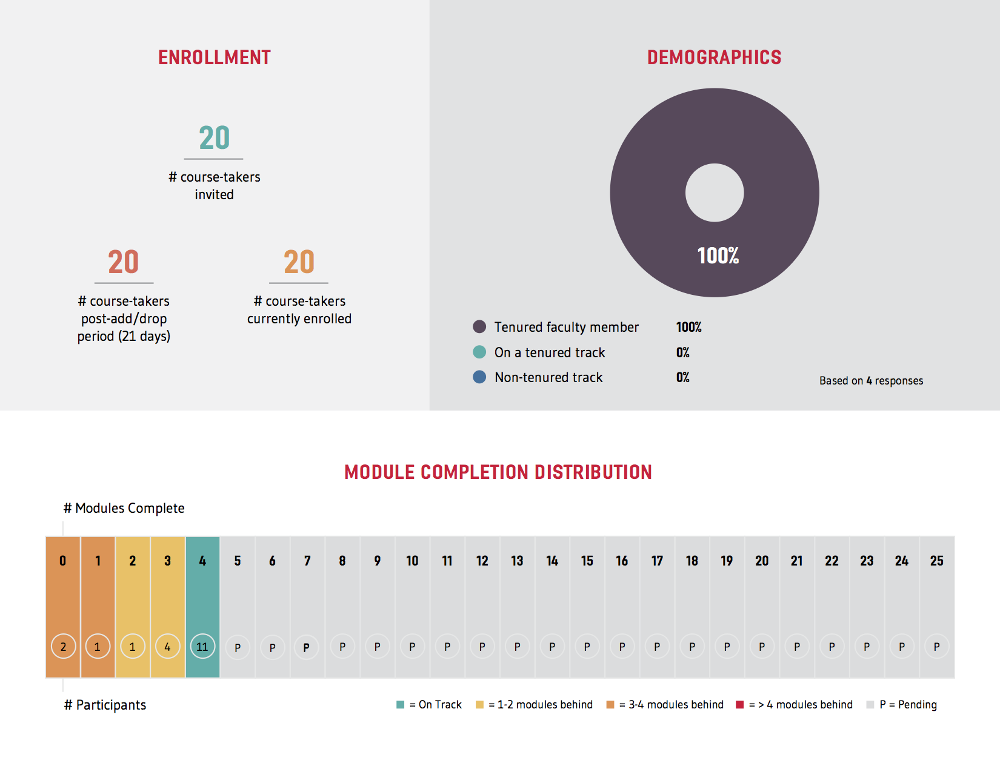 ENROLLMENT
20
# course-takers
invited
20
# course-takers
post-add/drop
period (21 days)
20
# course-takers
currently enrolled
DEMOGRAPHICS
100%
Tenured faculty member 100%
On a tenured track 0%
Non-tenured track 0%
Based on 4 responses
MODULE COMPLETION DISTRIBUTION
# Modules Complete
0 1 2 3 4 5 6 7 8 9 10 11 12 13 14 15 16 17 18 19 20 21 22 23 24 25
2 1 1 4 11 P P P P P P P P P P P P P P P P P P P P P
# Participants
= On Track = 1-2 modules behind = 3-4 modules behind = > 4 modules behind P = Pending